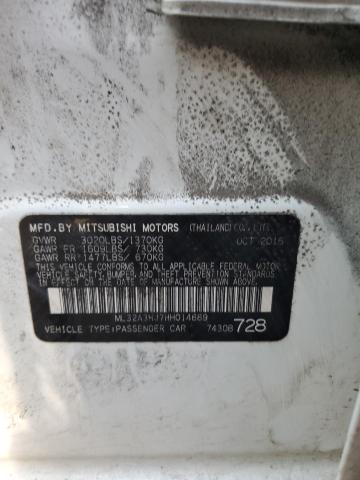 MFD.BY MITSUBISHI MOTORS (THAILAND) CO., LTD.
GVWR 3020LBS/1370KG OCT 2016
GAWR FR 1609LBS/ 730KG
GAWR RR 1477LBS/ 670KG
THIS VEHICLE CONFORMS TO ALL APPLICABLE FEDERAL MOTOR
VEHICLE SAFETY, BUMPER, AND THEFT PREVENTION STANDARDS
IN EFFECT ON THE DATE OF MANUFACTURE SHOWN ABOVE.
ML32A3HJ7HH014669
VEHICLE TYPE:PASSENGER CAR 74308 728